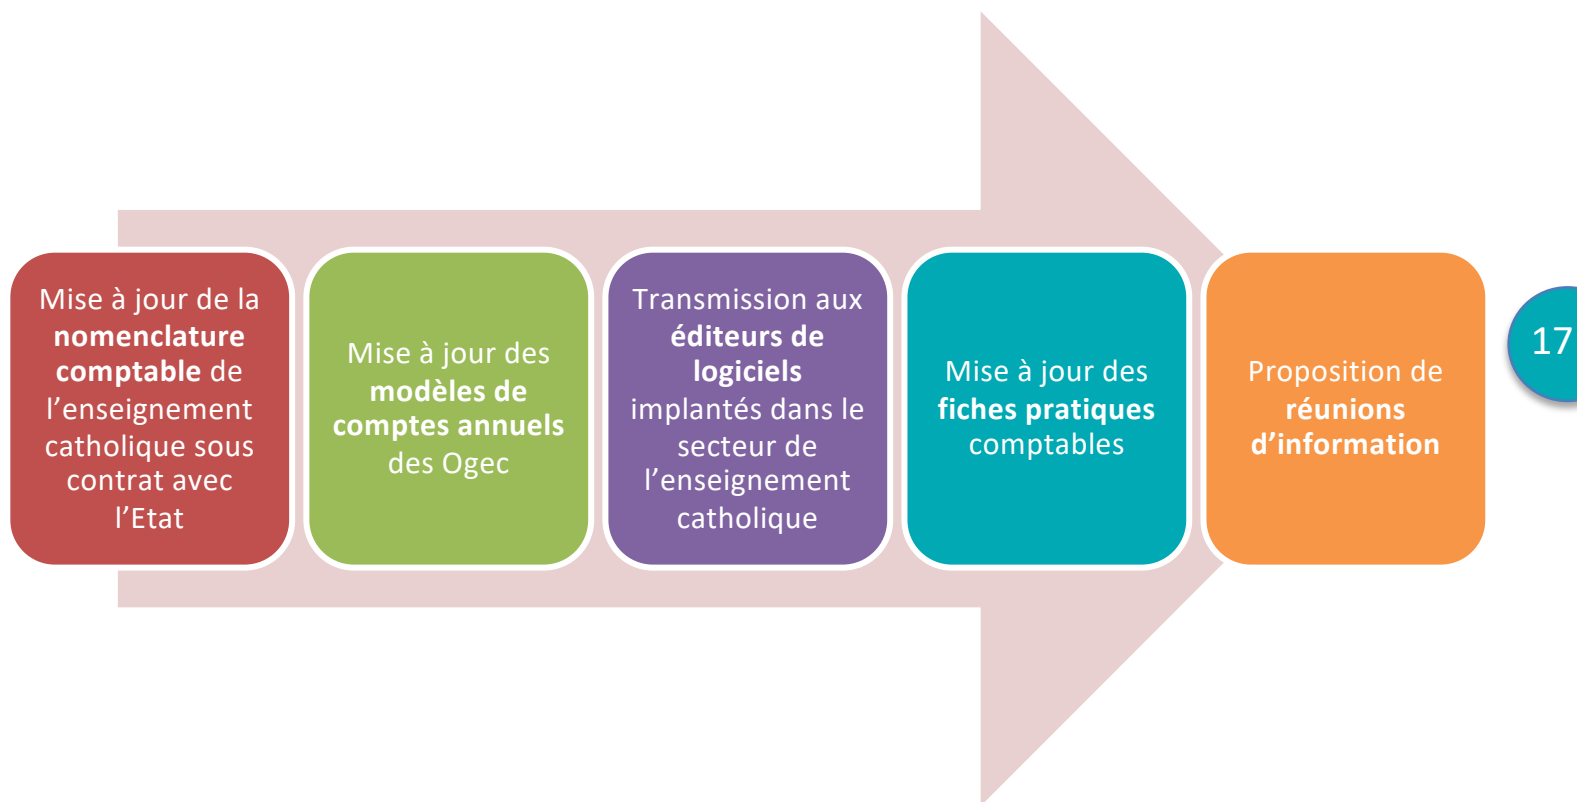 Mise à jour de la
nomenclature
comptable de
l’enseignement
catholique sous
contrat avec
l’Etat
Mise à jour des
modèles de
comptes annuels
des Ogec
Transmission aux
éditeurs de
logiciels
implantés dans le
secteur de
l’enseignement
catholique
Mise à jour des
fiches pratiques
comptables
Proposition de
réunions
d’information
17